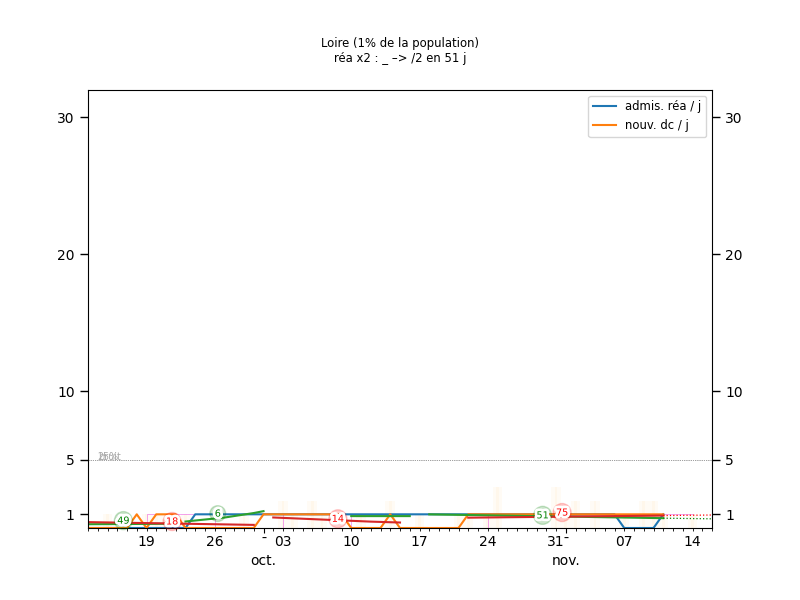 Loire (1% de la population)
réa x2 : _ –> /2 en 51 j
admis. réa / j
nouv. dc / j
30 30
20 20
10 10
5 5
1 1
49 18 6 14 51 75
19 26 - 03 10 17 24 31 - 07 14
oct. nov.